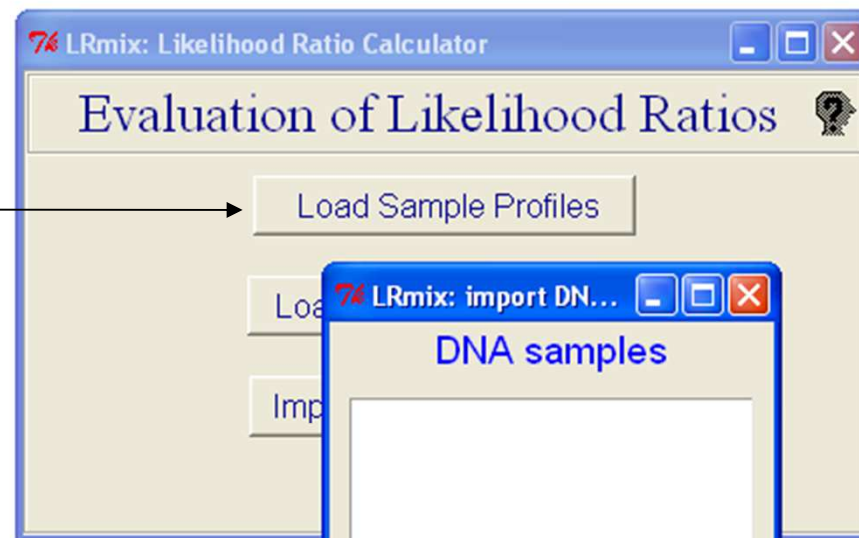 LRmix: Likelihood Ratio Calculator
Evaluation of Likelihood Ratios
Load Sample Profiles
LRmix: import DN...
DNA samples